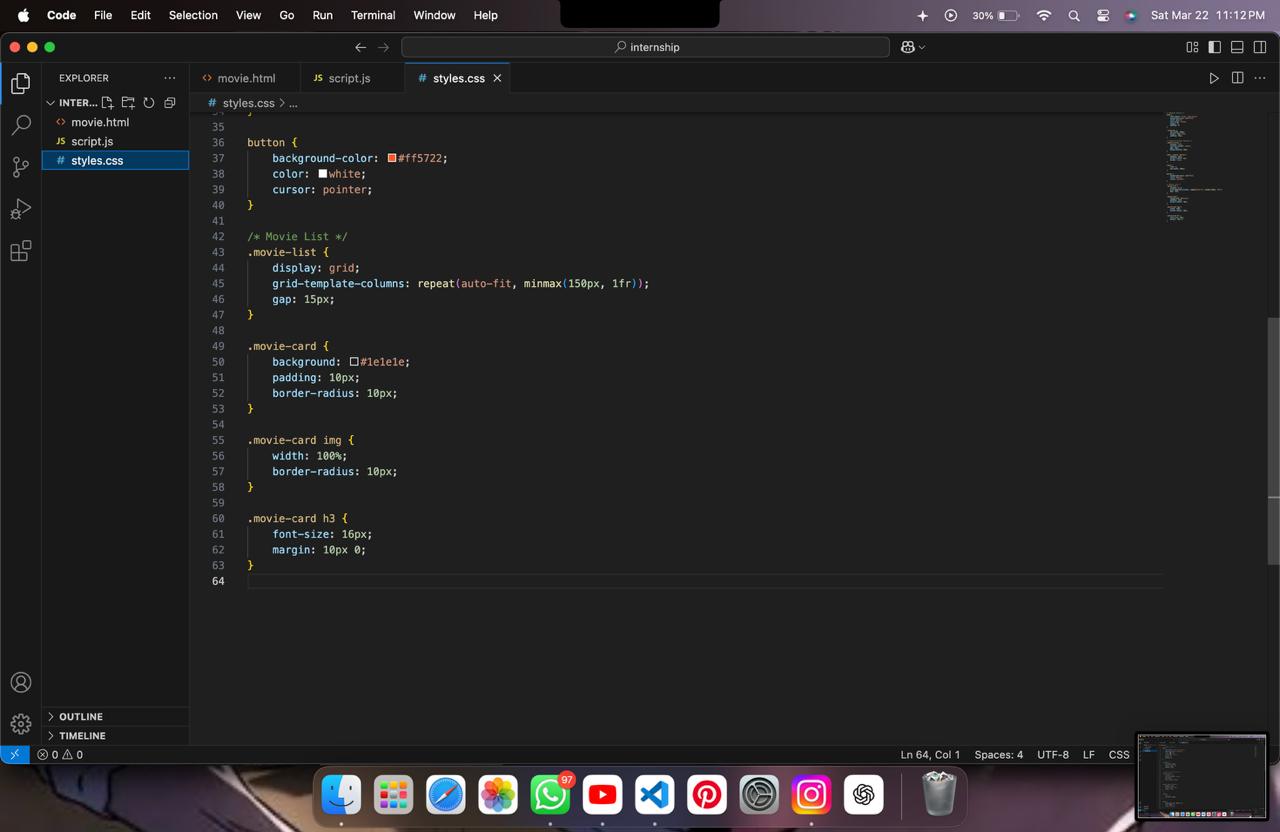 Code File Edit Selection View Go Run Terminal Window Help 30% Sat Mar 22 11:12 PM
internship
EXPLORER
INTER...
movie.html
JS script.js
# styles.css
OUTLINE
TIMELINE
movie.html JS script.js # styles.css
# styles.css > ...
35
36 button {
37 background-color: #ff5722;
38 color: white;
39 cursor: pointer;
40 }
41
42 /* Movie List */
43 .movie-list {
44 display: grid;
45 grid-template-columns: repeat(auto-fit, minmax(150px, 1fr));
46 gap: 15px;
47 }
48
49 .movie-card {
50 background: #1e1e1e;
51 padding: 10px;
52 border-radius: 10px;
53 }
54
55 .movie-card img {
56 width: 100%;
57 border-radius: 10px;
58 }
59
60 .movie-card h3 {
61 font-size: 16px;
62 margin: 10px 0;
63 }
64
0 0 Ln 64, Col 1 Spaces: 4 UTF-8 LF CSS
97